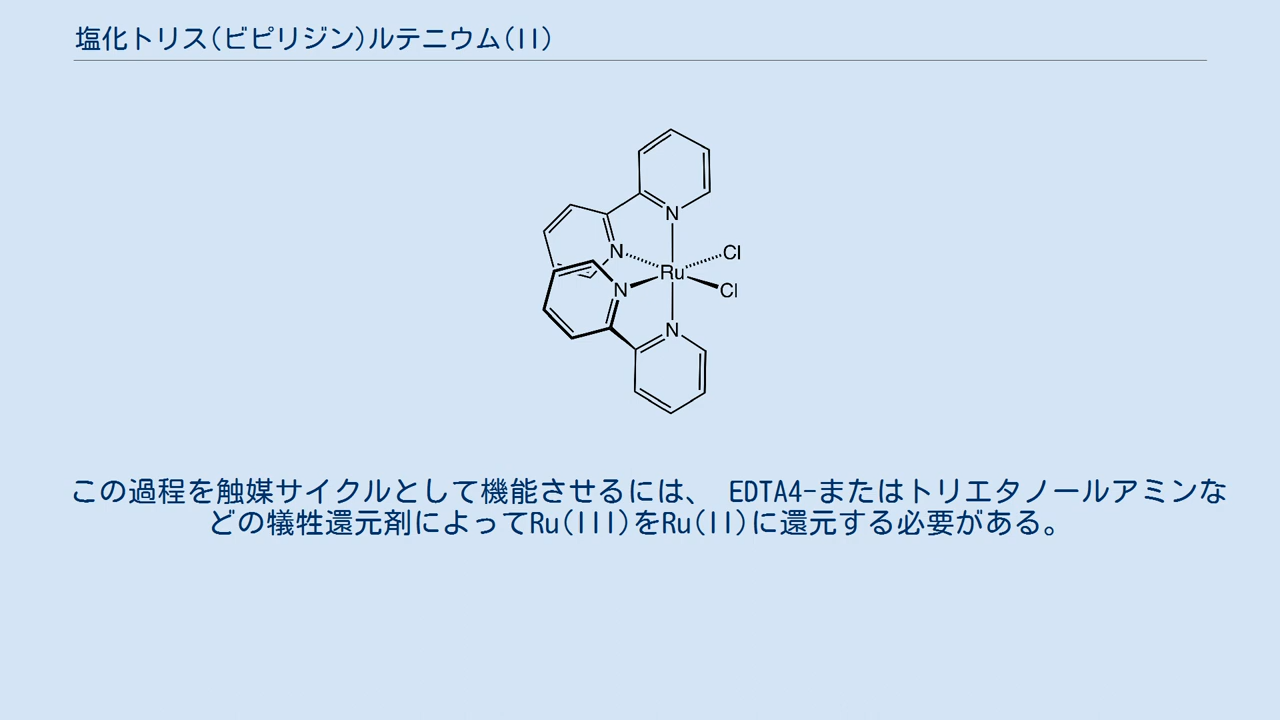 塩化トリス(ビピリジン)ルテニウム(II)
N
N
Cl
Ru
N
Cl
N
この過程を触媒サイクルとして機能させるには、 EDTA4-またはトリエタノールアミンな
どの犠牲還元剤によってRu(III)をRu(II)に還元する必要がある。